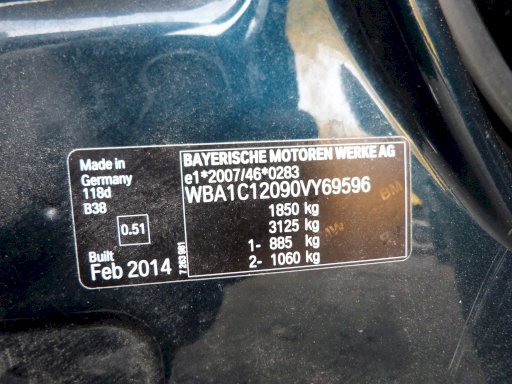 Made in
Germany
118d
B38
0.51
Built
Feb 2014
BAYERISCHE MOTOREN WERKE AG
e1*2007/46*0283
WBA1C12090VY69596
1850 kg
3125 kg
1- 885 kg
2- 1060 kg